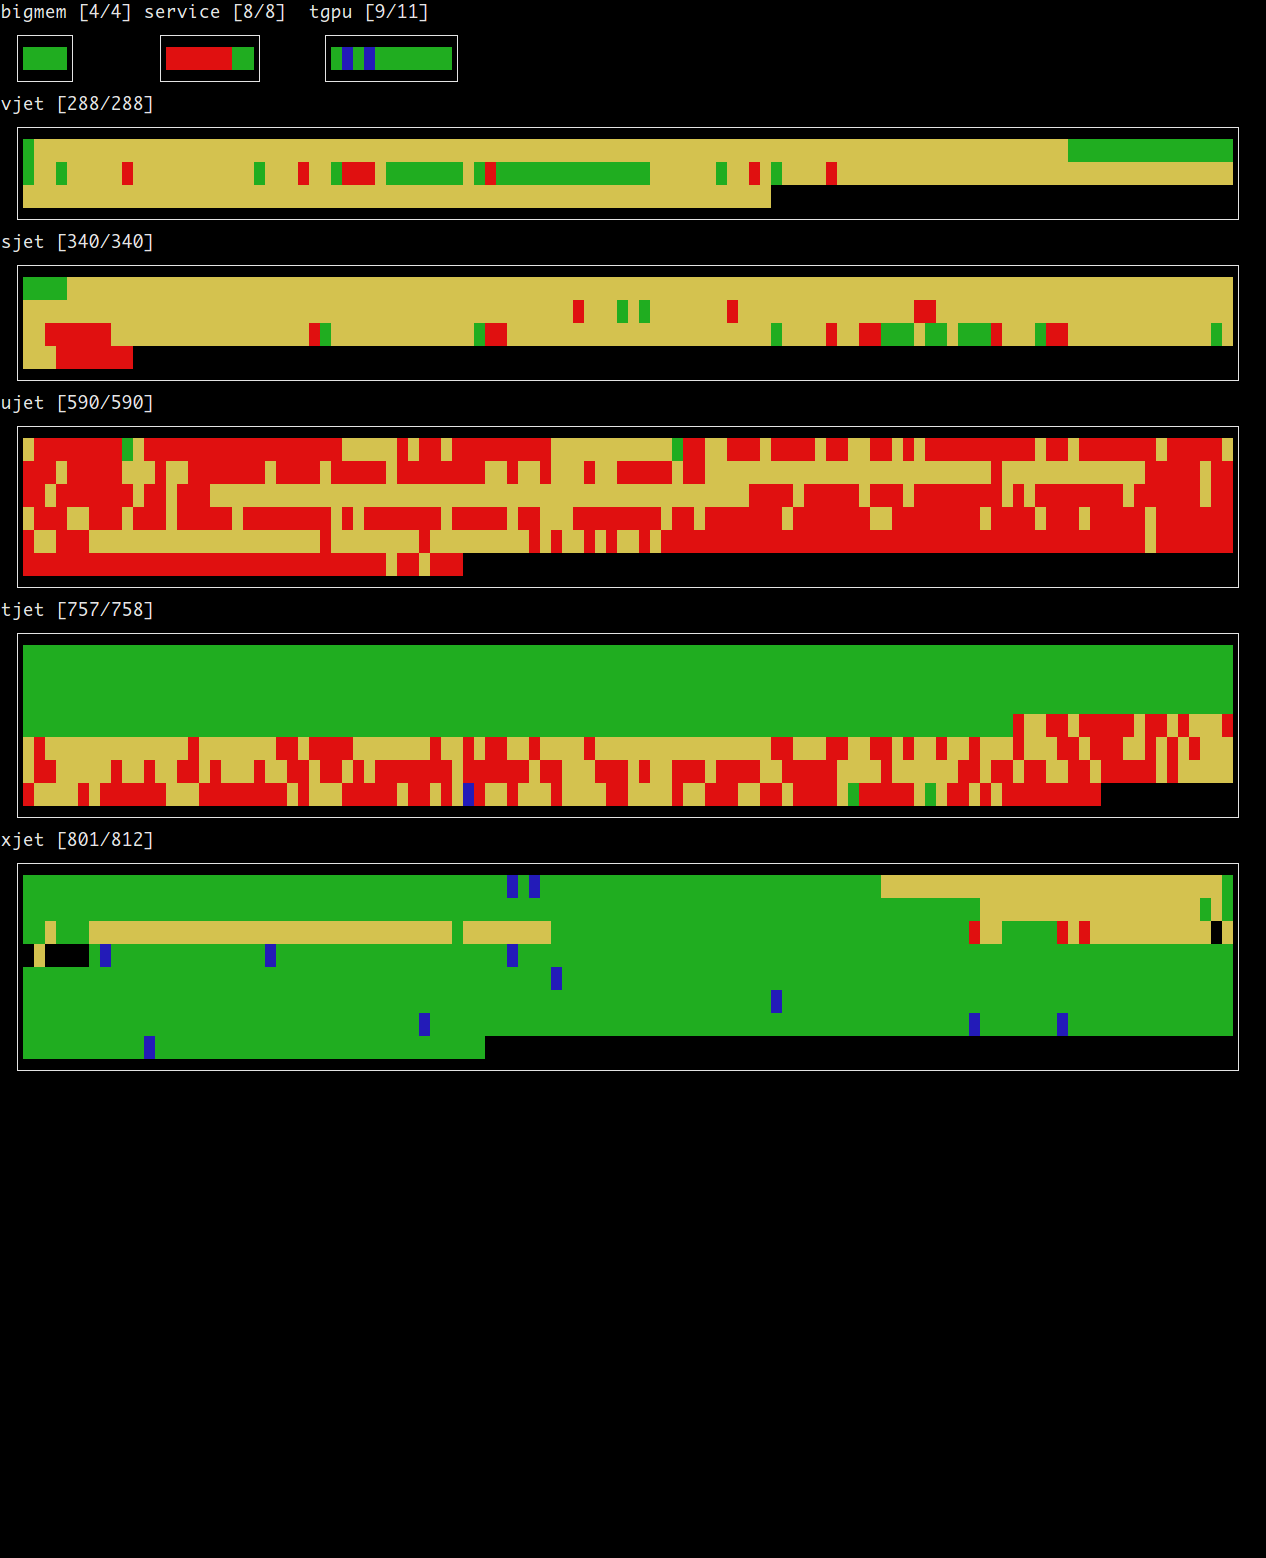 bigmem [4/4] service [8/8]  tgpu [9/11]
vjet [288/288]
sjet [340/340]
ujet [590/590]
tjet [757/758]
xjet [801/812]